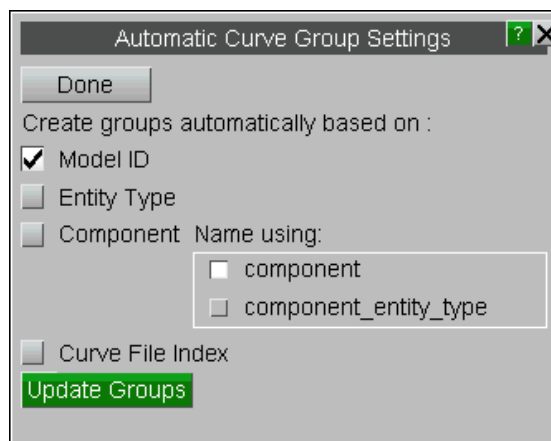 Automatic Curve Group Settings ? X
Done
Create groups automatically based on :
Model ID
Entity Type
Component Name using:
component
component_entity_type
Curve File Index
Update Groups